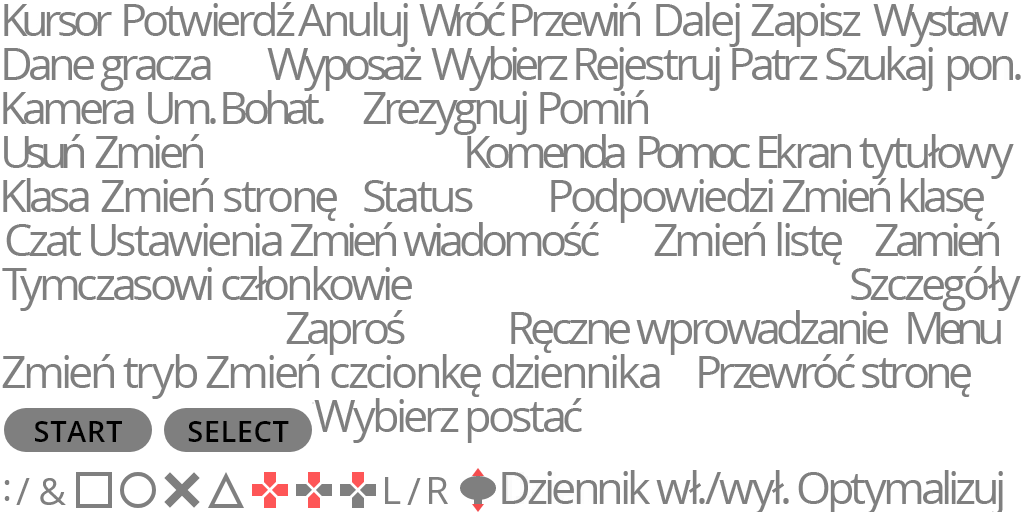 Kursor Potwierdź Anuluj Wróć Przewiń Dalej Zapisz Wystaw
Dane gracza Wyposaż Wybierz Rejestruj Patrz Szukaj pon.
Kamera Um. Bohat. Zrezygnuj Pomiń
Usuń Zmień Komenda Pomoc Ekran tytułowy
Klasa Zmień stronę Status Podpowiedzi Zmień klasę
Czat Ustawienia Zmień wiadomość Zmień listę Zamień
Tymczasowi członkowie Szczegóły
Zaproś Ręczne wprowadzanie Menu
Zmień tryb Zmień czcionkę dziennika Przewróć stronę
START SELECT Wybierz postać
:/ & L / R Dziennik wł./wył. Optymalizuj